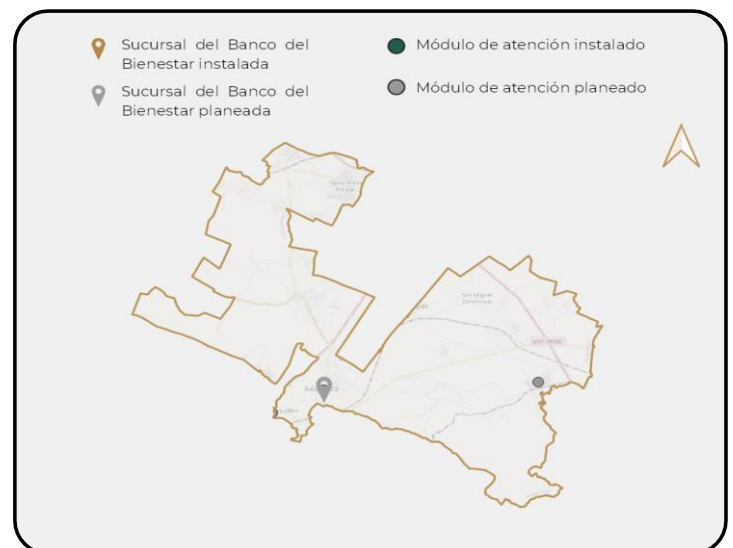 Sucursal del Banco del
Bienestar instalada
Sucursal del Banco del
Bienestar planeada
Módulo de atención instalado
Módulo de atención planeado
San Miguel